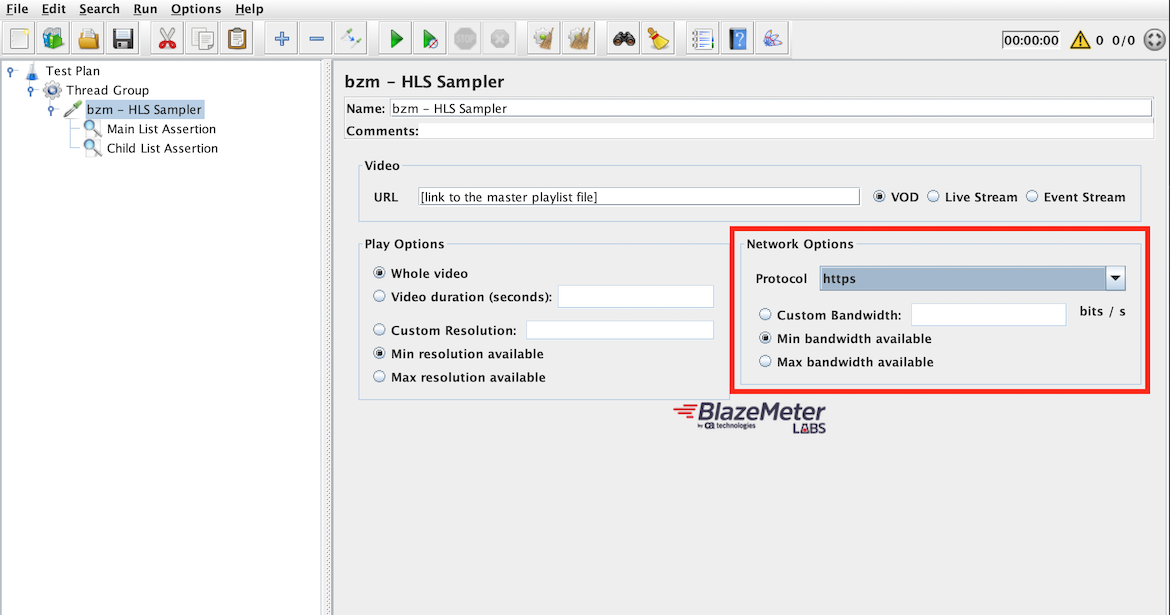 File Edit Search Run Options Help
STOP
00:00:00 0 0/0
Test Plan
Thread Group
bzm – HLS Sampler
Main List Assertion
Child List Assertion
bzm – HLS Sampler
Name: bzm – HLS Sampler
Comments:
Video
URL [link to the master playlist file] VOD Live Stream Event Stream
Play Options
Whole video
Video duration (seconds):
Custom Resolution:
Min resolution available
Max resolution available
Network Options
Protocol https
Custom Bandwidth: bits / s
Min bandwidth available
Max bandwidth available
BlazeMeter
by ca technologies LABS